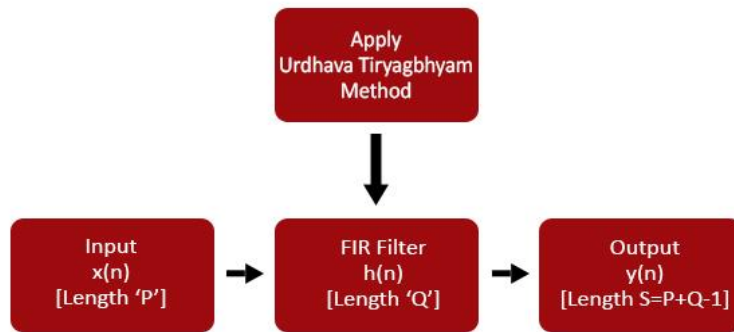 Apply
Urdhava Tiryagbhyam
Method
Input
x(n)
[Length ‘P’]
FIR Filter
h(n)
[Length ‘Q’]
Output
y(n)
[Length S=P+Q-1]